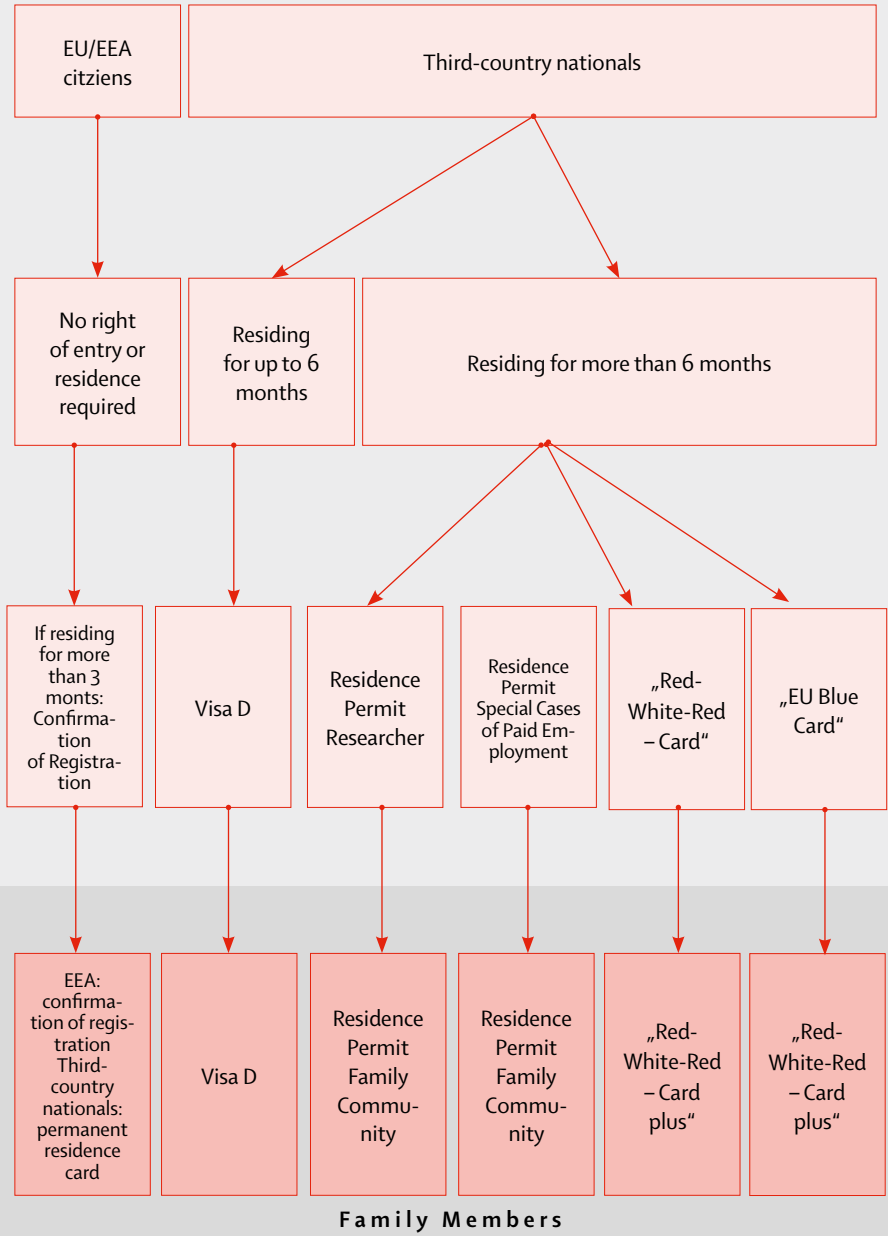 EU/EEA
citziens
Third-country nationals
No right
of entry or
residence
required
Residing
for up to 6
months
Residing for more than 6 months
If residing
for more
than 3
monts:
Confirma-
tion
of Registra-
tion
Visa D
Residence
Permit
Researcher
Residence
Permit
Special Cases
of Paid Em-
ployment
„Red-
White-Red
– Card“
„EU Blue
Card“
EEA:
confirma-
tion of regis-
tration
Third-
country
nationals:
permanent
residence
card
Visa D
Residence
Permit
Family
Commu-
nity
Residence
Permit
Family
Commu-
nity
„Red-
White-Red
– Card
plus“
„Red-
White-Red
– Card
plus“
Family Members